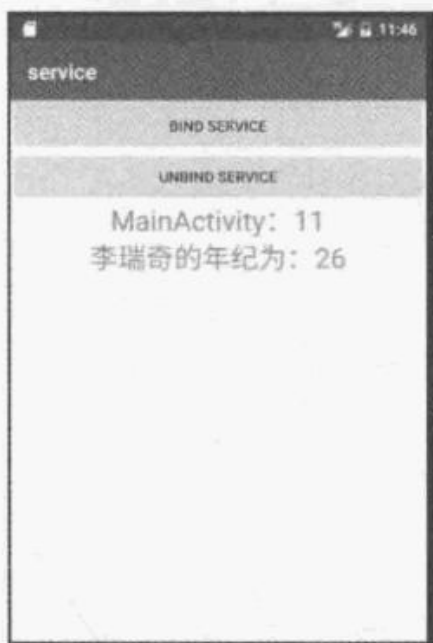 11:46
service
BIND SERVICE
UNBIND SERVICE
MainActivity：11
李瑞奇的年纪为：26